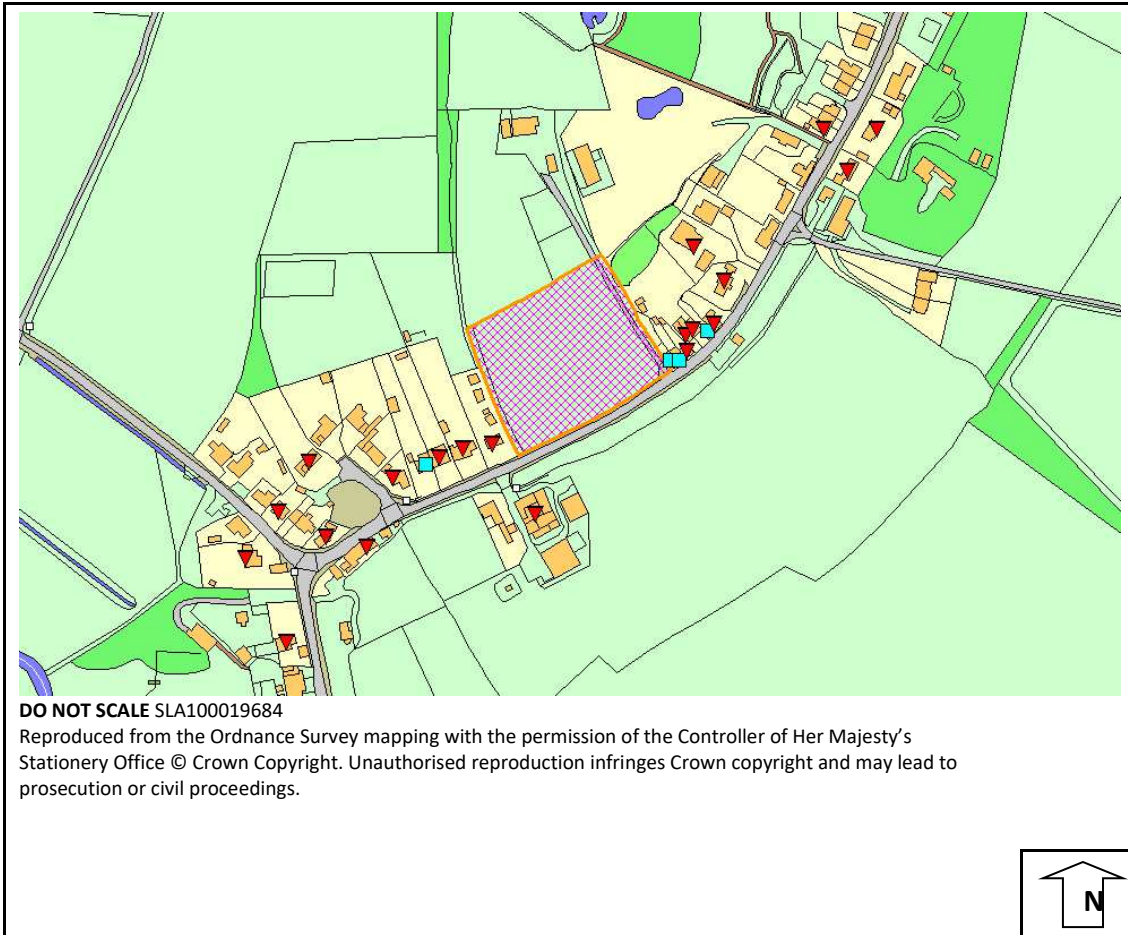 DO NOT SCALE SLA100019684
Reproduced from the Ordnance Survey mapping with the permission of the Controller of Her Majesty's
Stationery Office © Crown Copyright. Unauthorised reproduction infringes Crown copyright and may lead to
prosecution or civil proceedings.
N